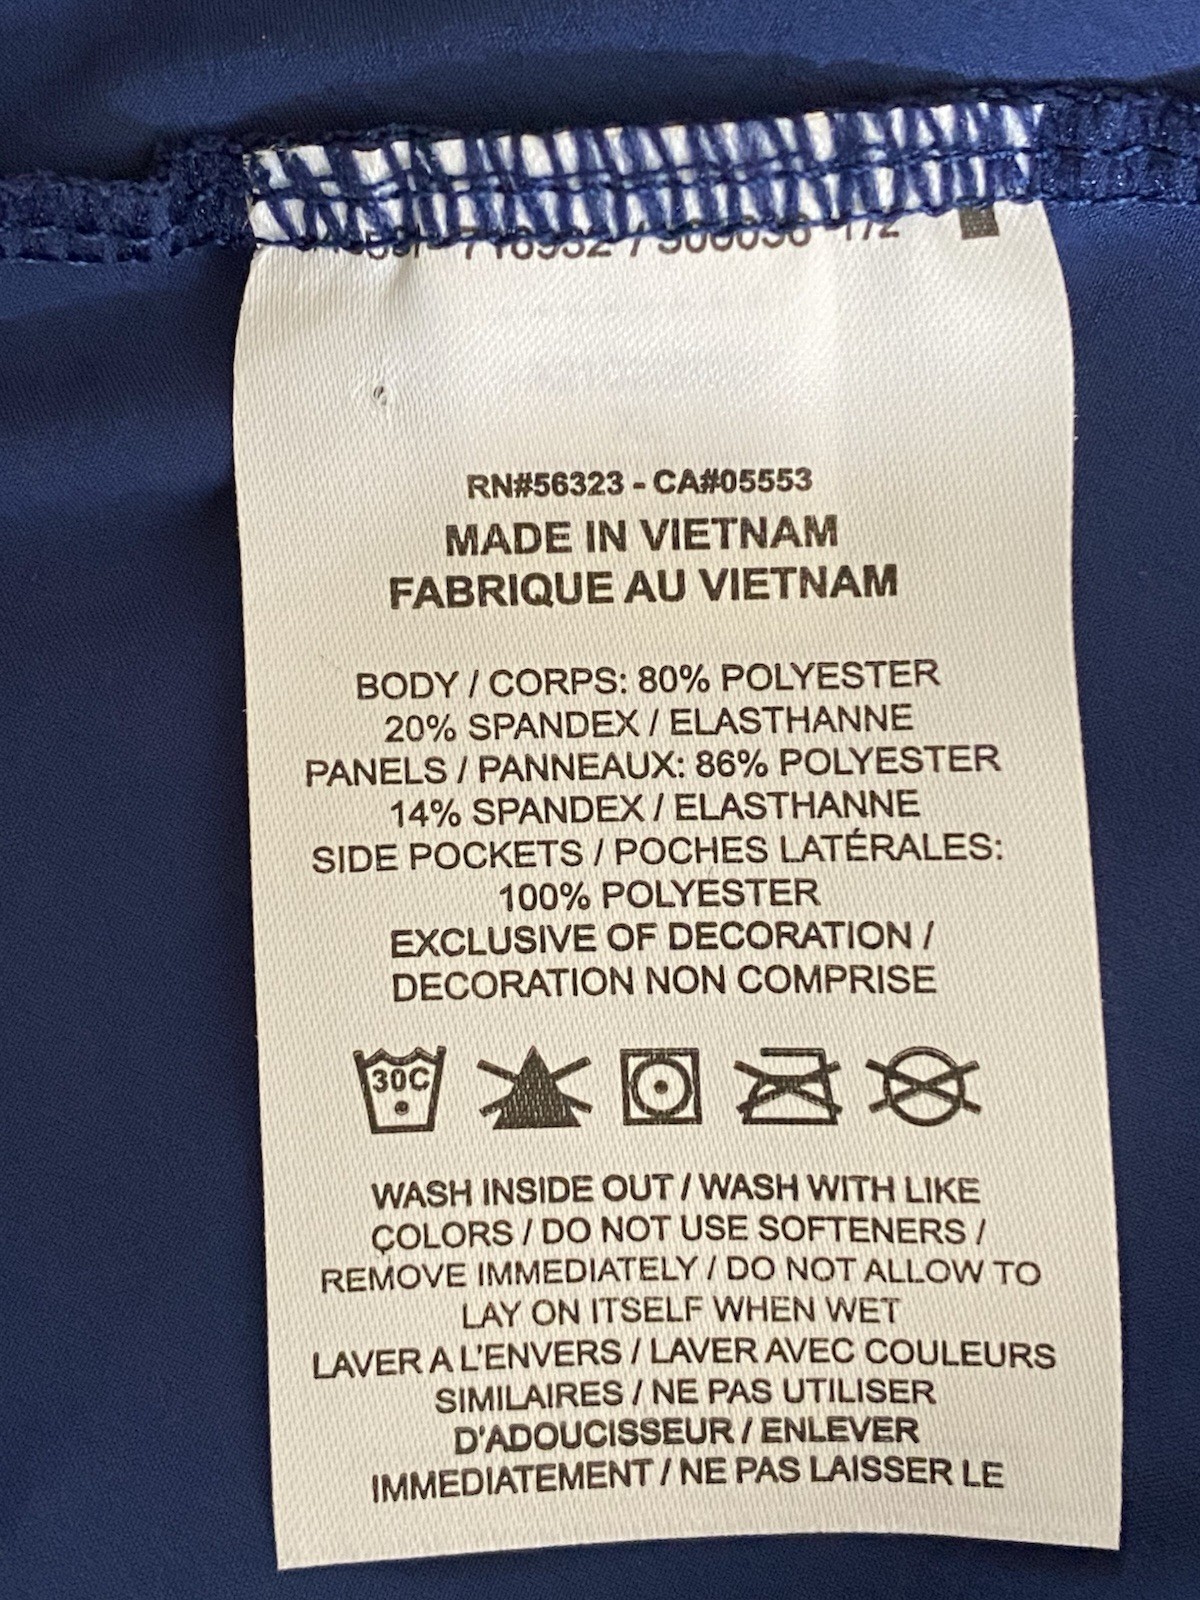 RN#56323 - CA#05553
MADE IN VIETNAM
FABRIQUE AU VIETNAM
BODY / CORPS: 80% POLYESTER
20% SPANDEX / ELASTHANNE
PANELS / PANNEAUX: 86% POLYESTER
14% SPANDEX / ELASTHANNE
SIDE POCKETS / POCHES LATÉRALES:
100% POLYESTER
EXCLUSIVE OF DECORATION /
DECORATION NON COMPRISE
30C
WASH INSIDE OUT / WASH WITH LIKE
COLORS / DO NOT USE SOFTENERS /
REMOVE IMMEDIATELY / DO NOT ALLOW TO
LAY ON ITSELF WHEN WET
LAVER A L'ENVERS / LAVER AVEC COULEURS
SIMILAIRES / NE PAS UTILISER
D'ADOUCISSEUR / ENLEVER
IMMEDIATEMENT / NE PAS LAISSER LE